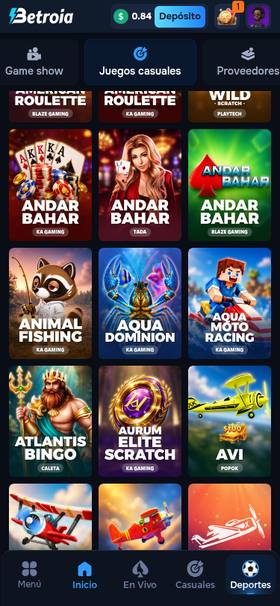 Betroia
$ 0.84
Depósito
1
Game show
Juegos casuales
Proveedores
AMERICAN
ROULETTE
BLAZE GAMING
AMERICAN
ROULETTE
KA GAMING
WILD
- SCRATCH -
PLAYTECH
ANDAR
BAHAR
KA GAMING
ANDAR
BAHAR
TADA
ANDAR
BAHAR
ANDAR
BAHAR
BLAZE GAMING
ANIMAL
FISHING
KA GAMING
AQUA
DOMINION
KA GAMING
AQUA
MOTO
RACING
KA GAMING
ATLANTIS
BINGO
CALETA
AURUM
ELITE
SCRATCH
KA GAMING
$200
AVI
POPOK
Menú
Inicio
En Vivo
Casuales
Deportes